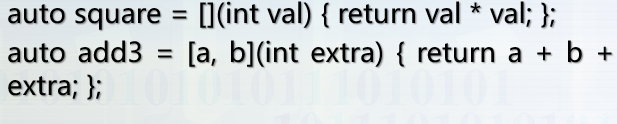 auto square = [](int val) { return val * val; };
auto add3 = [a, b](int extra) { return a + b +
extra; };